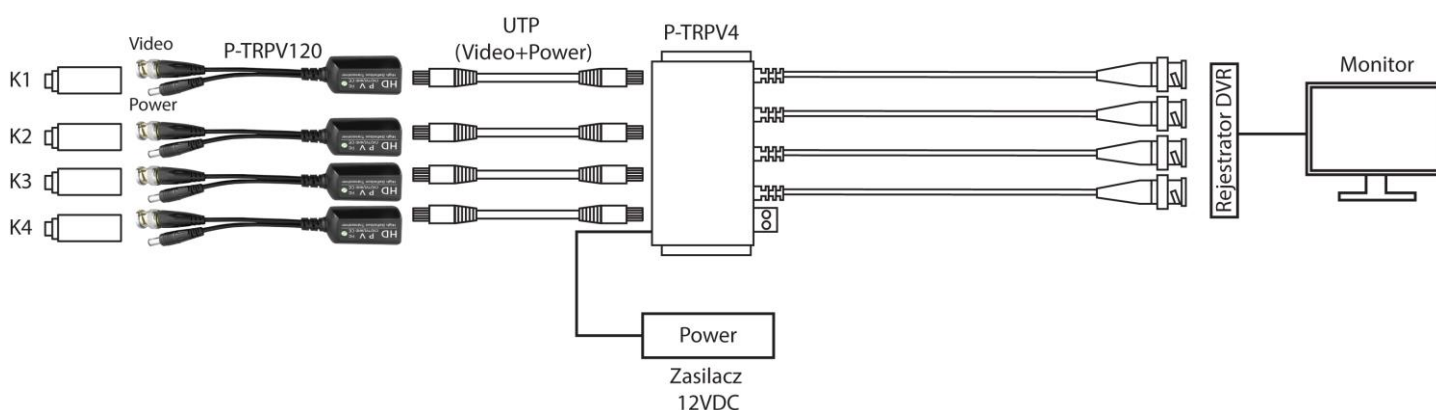 Video
P-TRPV120
UTP
(Video+Power)
P-TRPV4
Monitor
K1
Power
K2
K3
K4
HD
P V
HD
P V
HD
P V
HD
P V
Rejestrator DVR
Power
Zasilacz
12VDC